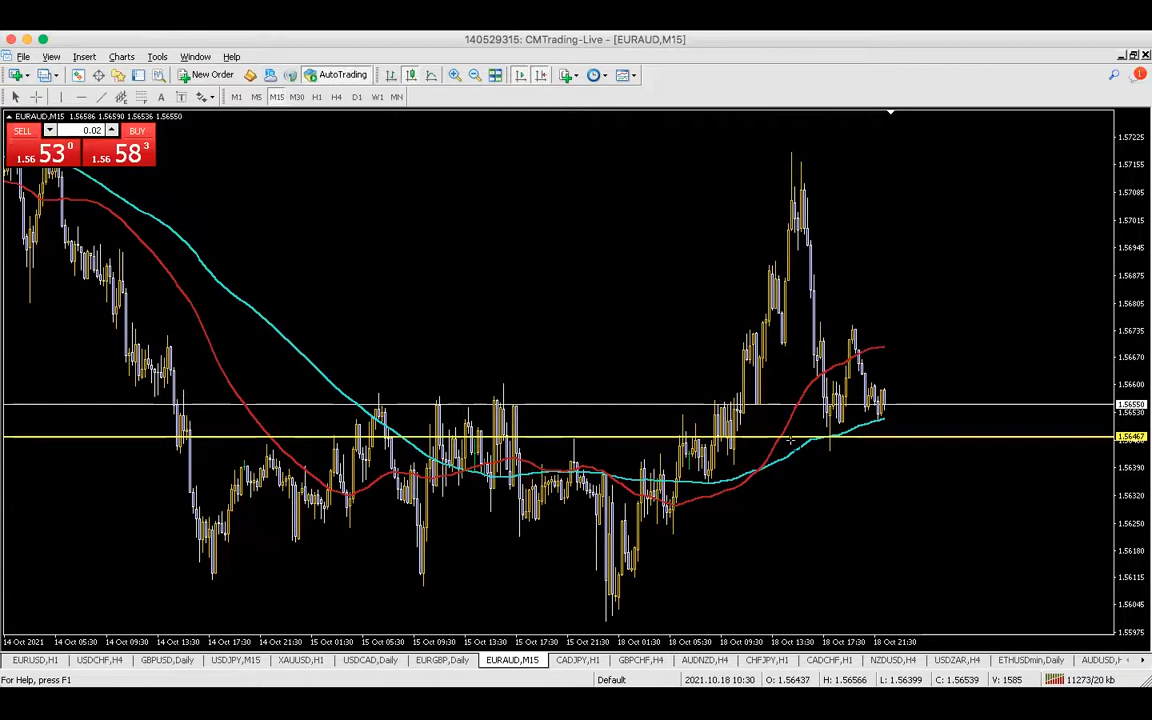 140529315: CMTrading-Live - [EURAUD,M15]
File View Insert Charts Tools Window Help
New Order AutoTrading 1
A T M1 M5 M15 M30 H1 H4 D1 W1 MN
EURAUD,M15 1.56586 1.56590 1.56536 1.56550
SELL 0.02 BUY
1.56 53 0 1.56 58 3
1.57225
1.57155
1.57085
1.57015
1.56945
1.56875
1.56805
1.56735
1.56670
1.56600
1.56550
1.56530
1.56467
1.56390
1.56320
1.56250
1.56180
1.56115
1.56045
1.55975
14 Oct 2021 14 Oct 05:30 14 Oct 09:30 14 Oct 13:30 14 Oct 17:30 14 Oct 21:30 15 Oct 01:30 15 Oct 05:30 15 Oct 09:30 15 Oct 13:30 15 Oct 17:30 15 Oct 21:30 18 Oct 01:30 18 Oct 05:30 18 Oct 09:30 18 Oct 13:30 18 Oct 17:30 18 Oct 21:30
EURUSD,H1 USDCHF,H4 GBPUSD,Daily USDJPY,M15 XAUUSD,H1 USDCAD,Daily EURGBP,Daily EURAUD,M15 CADJPY,H1 GBPCHF,H4 AUDNZD,H4 CHFJPY,H1 CADCHF,H1 NZDUSD,H4 USDZAR,H4 ETHUSDmin,Daily AUDUSD,H
For Help, press F1 Default 2021.10.18 10:30 O: 1.56437 H: 1.56566 L: 1.56399 C: 1.56539 V: 1585 11273/20 kb